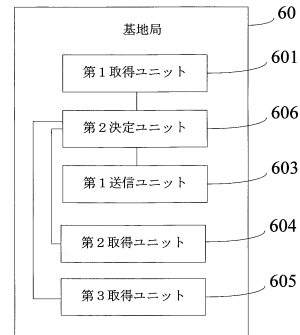 60
基地局
第1取得ユニット
601
第2決定ユニット
606
第1送信ユニット
603
第2取得ユニット
604
第3取得ユニット
605